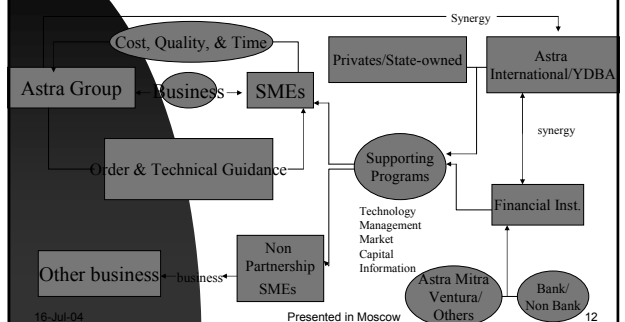 Synergy
Cost, Quality, & Time
Privates/State-owned
Astra
International/YDBA
Astra Group
Business
SMEs
synergy
Order & Technical Guidance
Supporting
Programs
Financial Inst.
Technology
Management
Market
Capital
Information
Non
Partnership
SMEs
Other business
business
Astra Mitra
Ventura/
Others
Bank/
Non Bank
16-Jul-04
Presented in Moscow
12